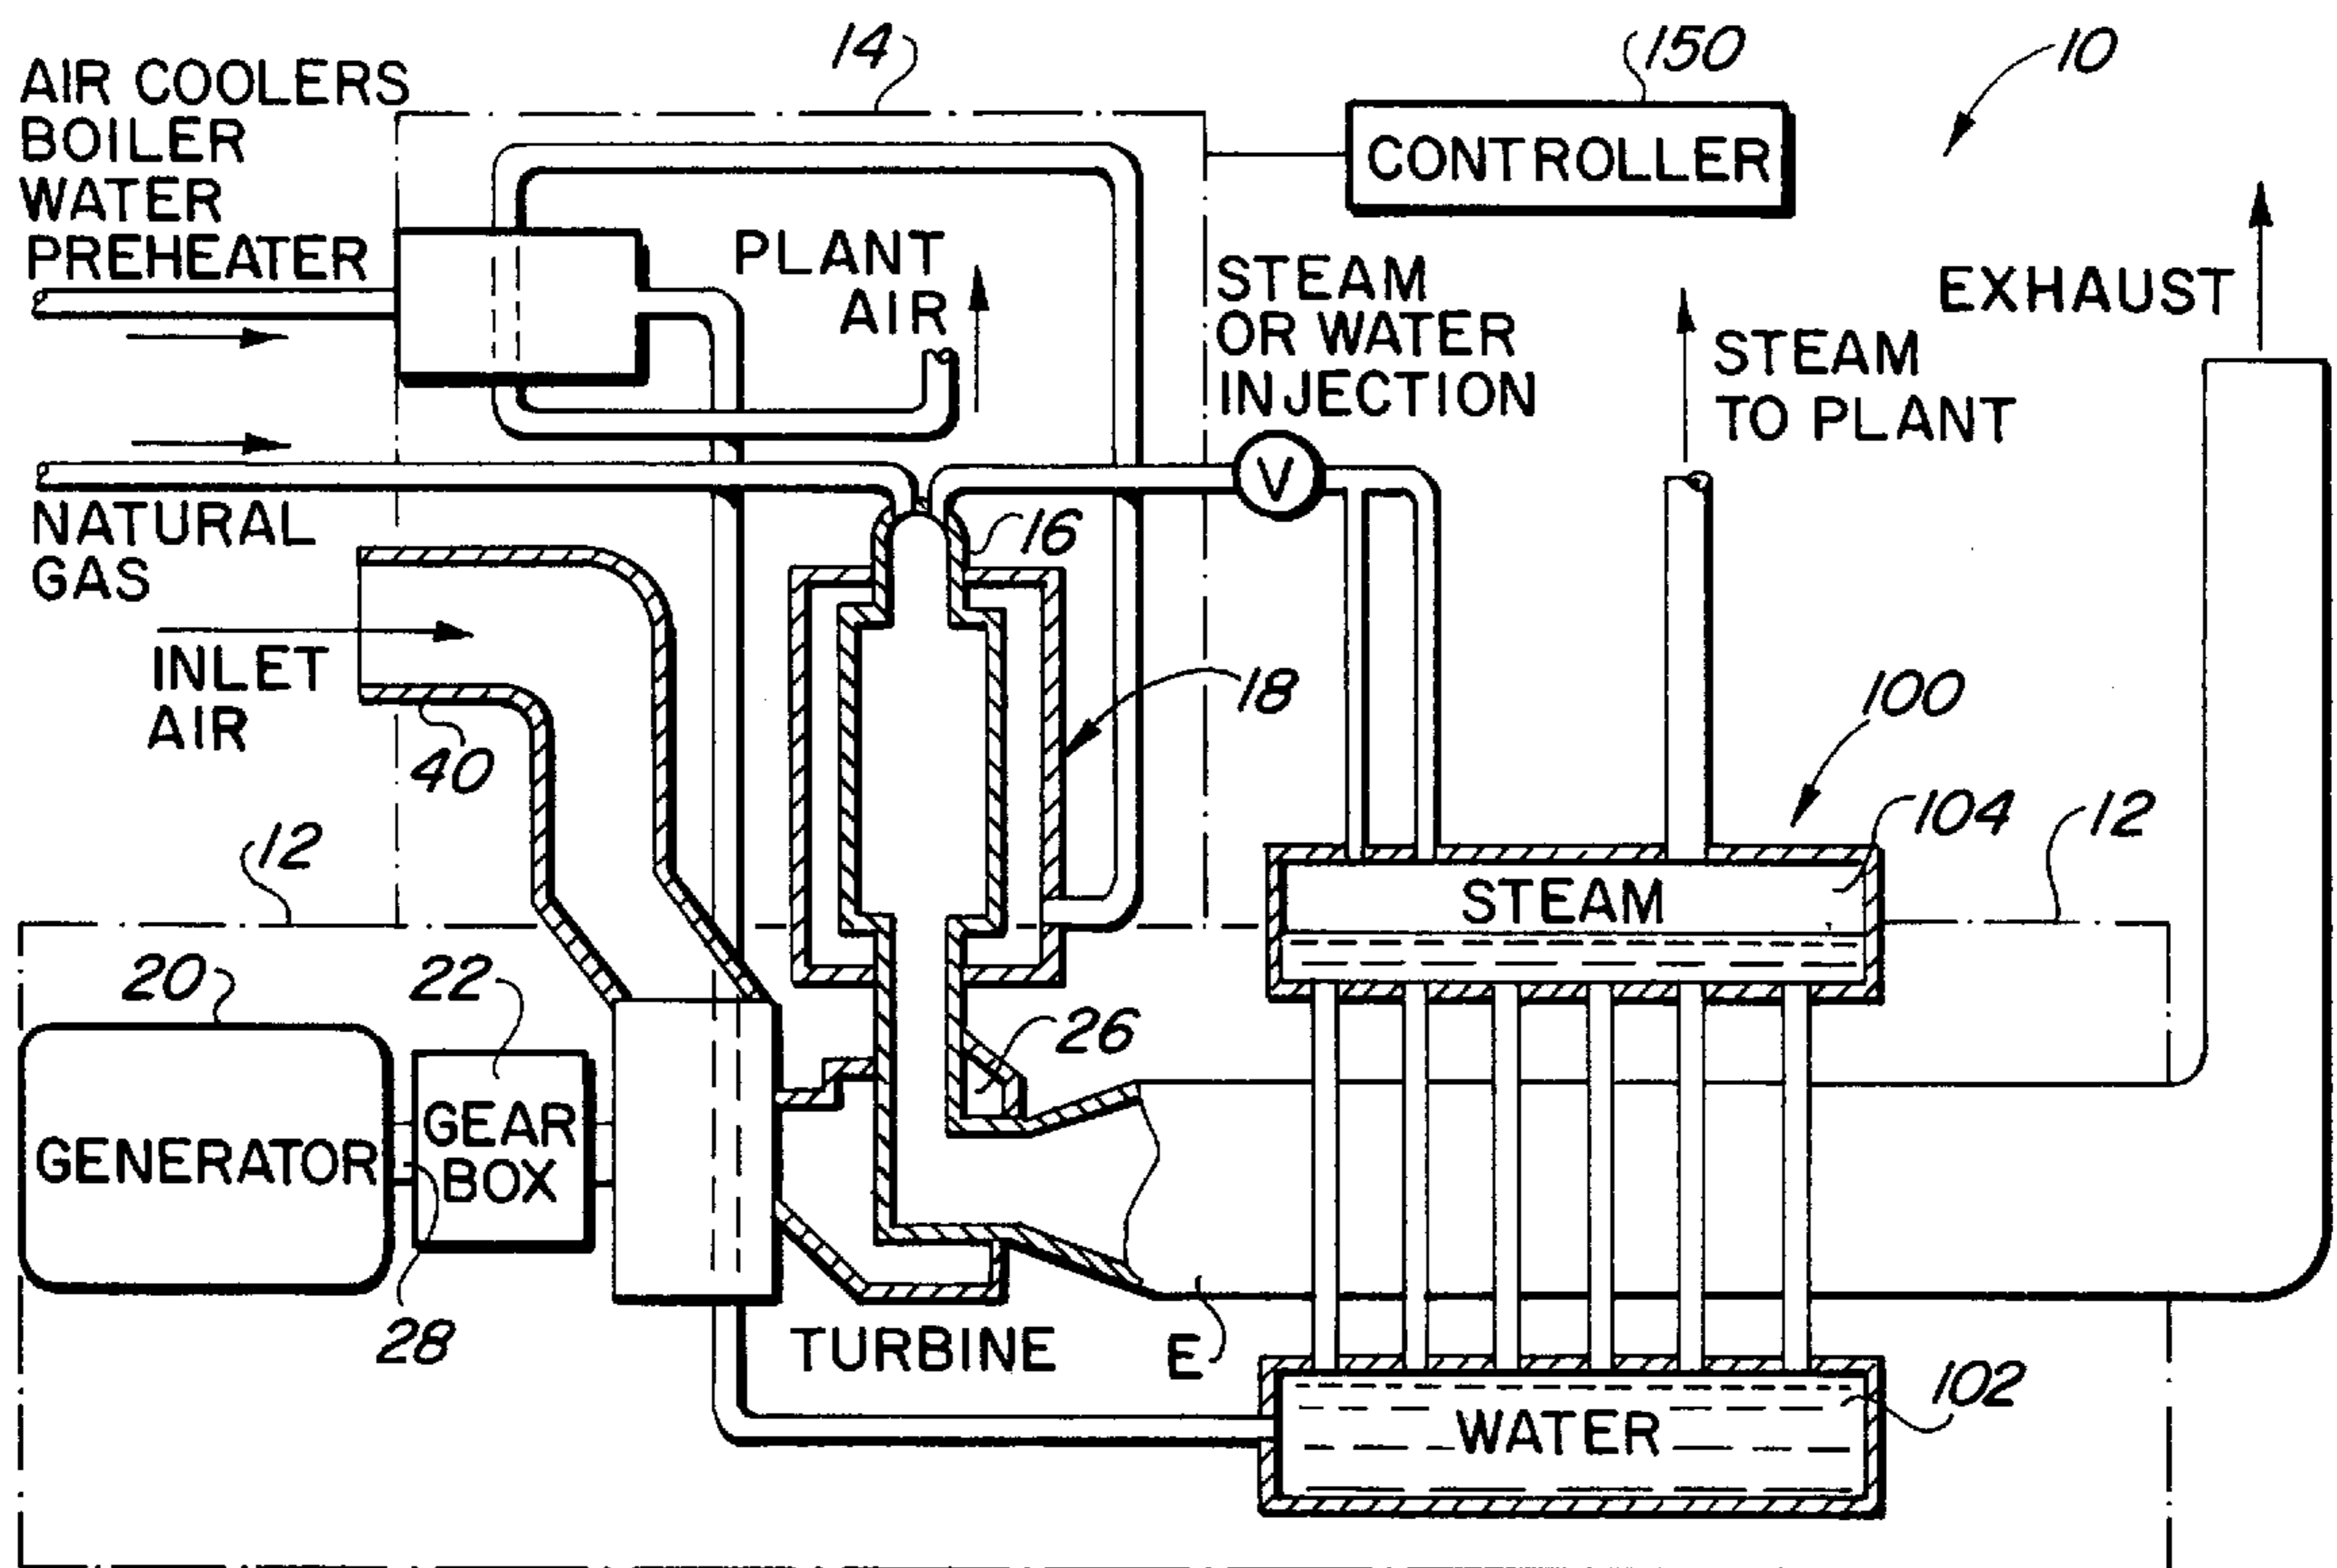 14
150
10
AIR COOLERS
BOILER
WATER
PREHEATER
CONTROLLER
PLANT
AIR
STEAM
OR WATER
INJECTION
EXHAUST
STEAM
TO PLANT
V
NATURAL
GAS
16
INLET
AIR
18
100
40
104
12
12
STEAM
20
22
26
GENERATOR
GEAR
BOX
28
TURBINE
E
102
WATER